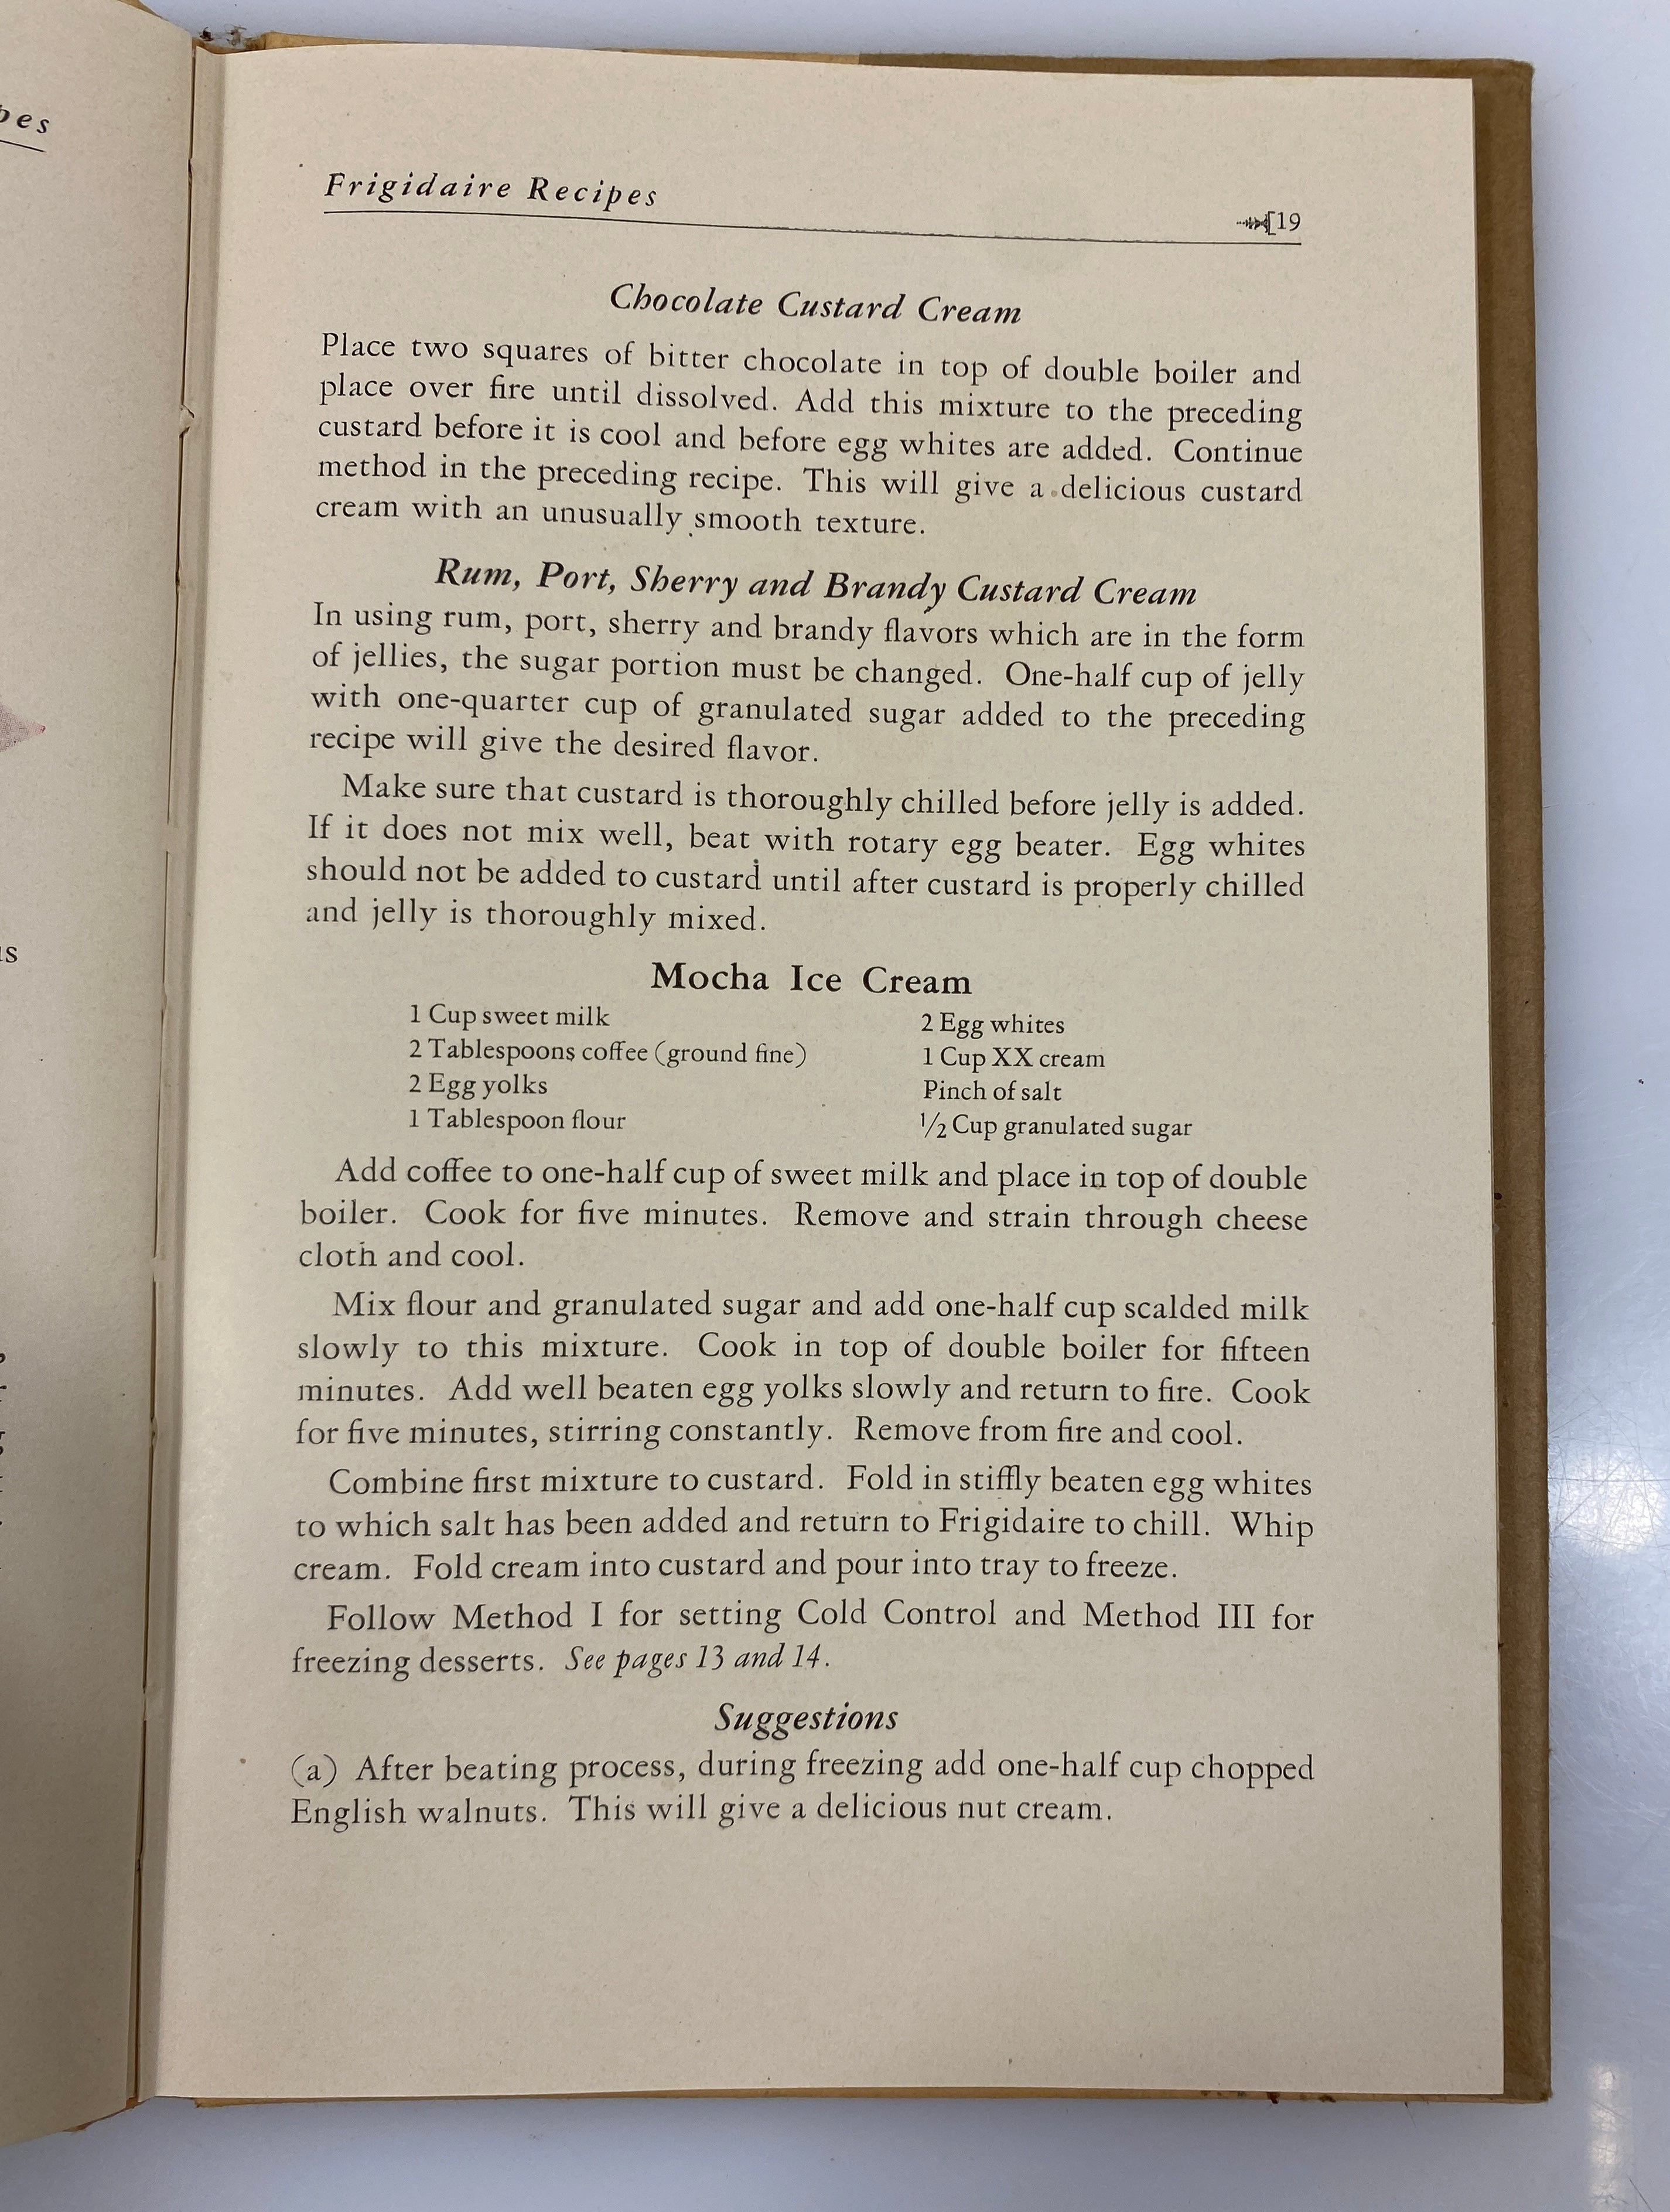 pes
Frigidaire Recipes
[19
Chocolate Custard Cream
Place two squares of bitter chocolate in top of double boiler and
place over fire until dissolved. Add this mixture to the preceding
custard before it is cool and before egg whites are added. Continue
method in the preceding recipe. This will give a delicious custard
cream with an unusually smooth texture.
Rum, Port, Sherry and Brandy Custard Cream
In using rum, port, sherry and brandy flavors which are in the form
of jellies, the sugar portion must be changed. One-half cup of jelly
with one-quarter cup of granulated sugar added to the preceding
recipe will give the desired flavor.
Make sure that custard is thoroughly chilled before jelly is added.
If it does not mix well, beat with rotary egg beater. Egg whites
should not be added to custard until after custard is properly chilled
and jelly is thoroughly mixed.
Mocha Ice Cream
1 Cup sweet milk
2 Tablespoons coffee (ground fine)
2 Egg yolks
1 Tablespoon flour
2 Egg whites
1 Cup XX cream
Pinch of salt
1/2 Cup granulated sugar
Add coffee to one-half cup of sweet milk and place in top of double
boiler. Cook for five minutes. Remove and strain through cheese
cloth and cool.
Mix flour and granulated sugar and add one-half cup scalded milk
slowly to this mixture. Cook in top of double boiler for fifteen
minutes. Add well beaten egg yolks slowly and return to fire. Cook
for five minutes, stirring constantly. Remove from fire and cool.
Combine first mixture to custard. Fold in stiffly beaten egg whites
to which salt has been added and return to Frigidaire to chill. Whip
cream. Fold cream into custard and pour into tray to freeze.
Follow Method I for setting Cold Control and Method III for
freezing desserts. See pages 13 and 14.
Suggestions
(a) After beating process, during freezing add one-half cup chopped
English walnuts. This will give a delicious nut cream.